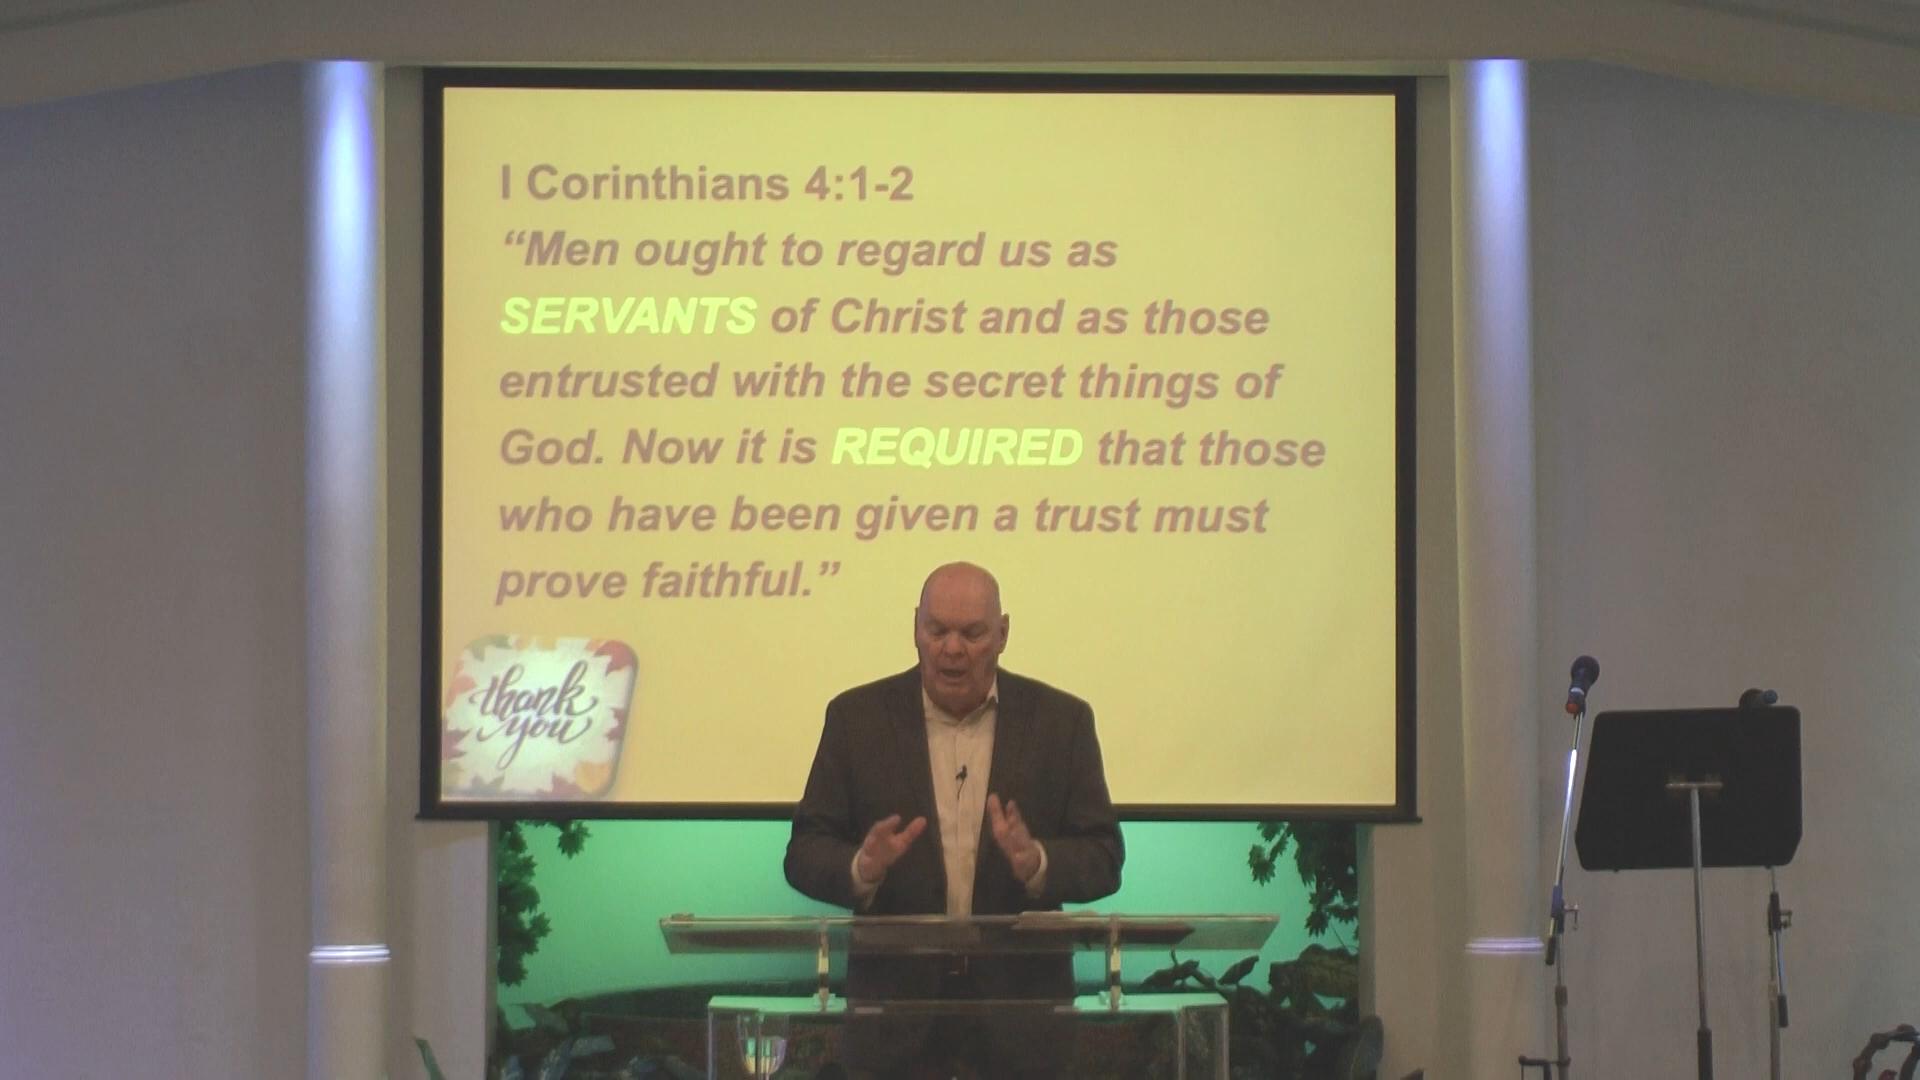 I Corinthians 4:1-2
“Men ought to regard us as
SERVANTS of Christ and as those
entrusted with the secret things of
God. Now it is REQUIRED that those
who have been given a trust must
prove faithful.”
thank
you